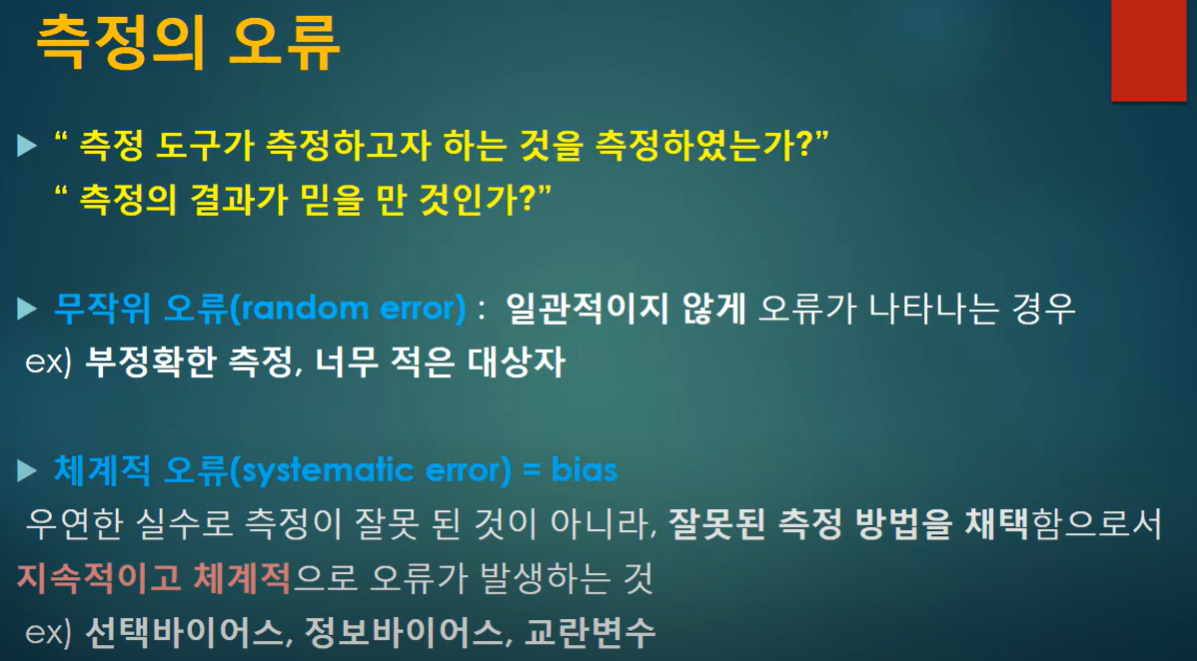 측정의 오류
“ 측정 도구가 측정하고자 하는 것을 측정하였는가?”
“ 측정의 결과가 믿을 만 것인가?”
무작위 오류(random error) : 일관적이지 않게 오류가 나타나는 경우
ex) 부정확한 측정, 너무 적은 대상자
체계적 오류(systematic error) = bias
우연한 실수로 측정이 잘못 된 것이 아니라, 잘못된 측정 방법을 채택함으로서
지속적이고 체계적으로 오류가 발생하는 것
ex) 선택바이어스, 정보바이어스, 교란변수